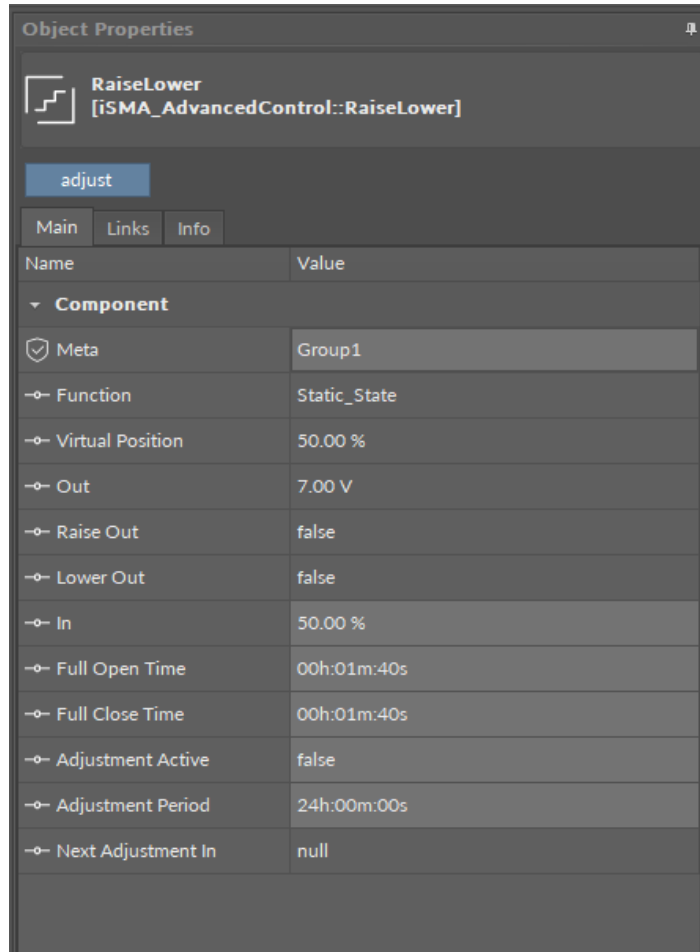 Object Properties
RaiseLower
[iSMA_AdvancedControl::RaiseLower]
adjust
Main Links Info
Name Value
Component
Meta Group1
Function Static_State
Virtual Position 50.00 %
Out 7.00 V
Raise Out false
Lower Out false
In 50.00 %
Full Open Time 00h:01m:40s
Full Close Time 00h:01m:40s
Adjustment Active false
Adjustment Period 24h:00m:00s
Next Adjustment In null